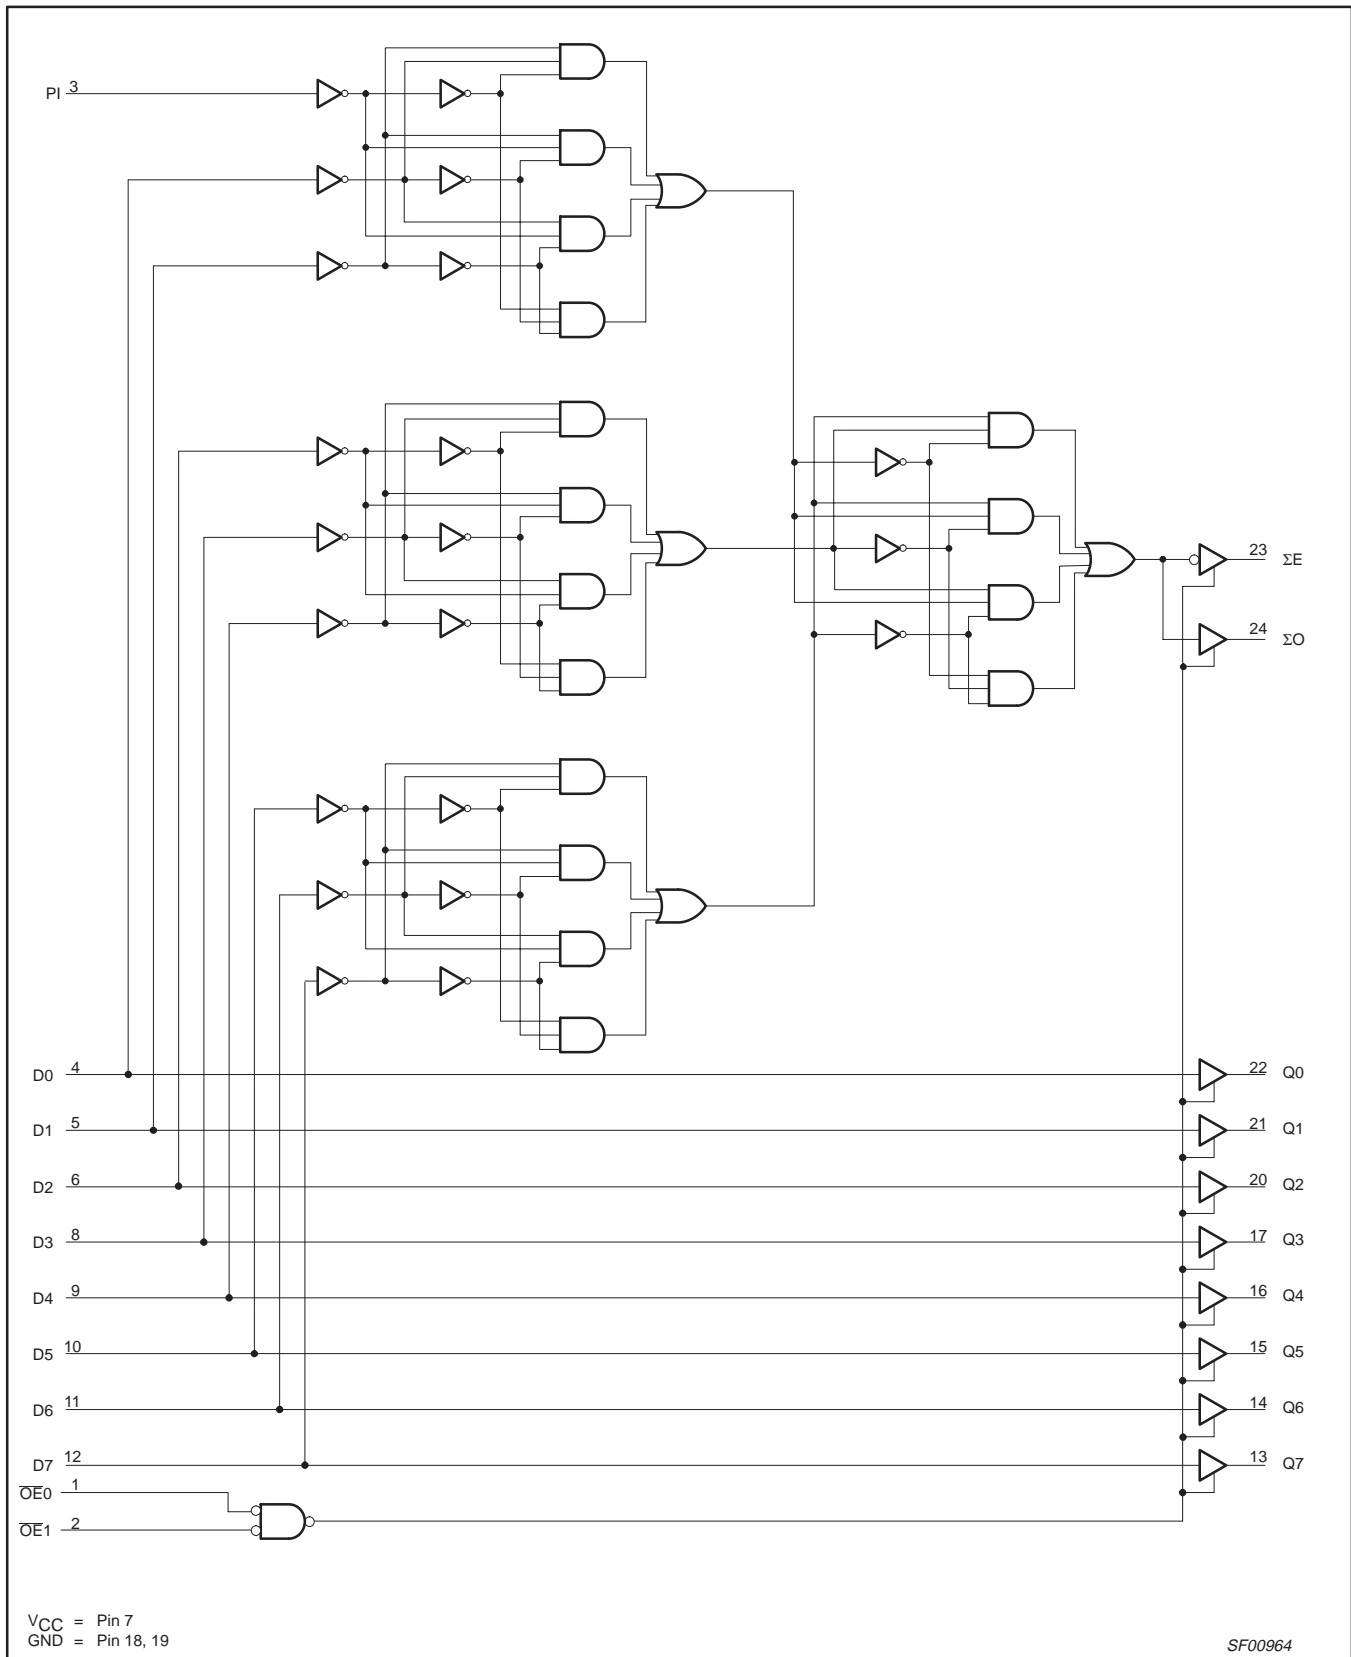 PI 3
23 ΣE
24 ΣO
D0 4 22 Q0
D1 5 21 Q1
D2 6 20 Q2
D3 8 17 Q3
D4 9 16 Q4
D5 10 15 Q5
D6 11 14 Q6
D7 12 13 Q7
O̅E̅0 1
O̅E̅1 2
VCC = Pin 7
GND = Pin 18, 19
SF00964